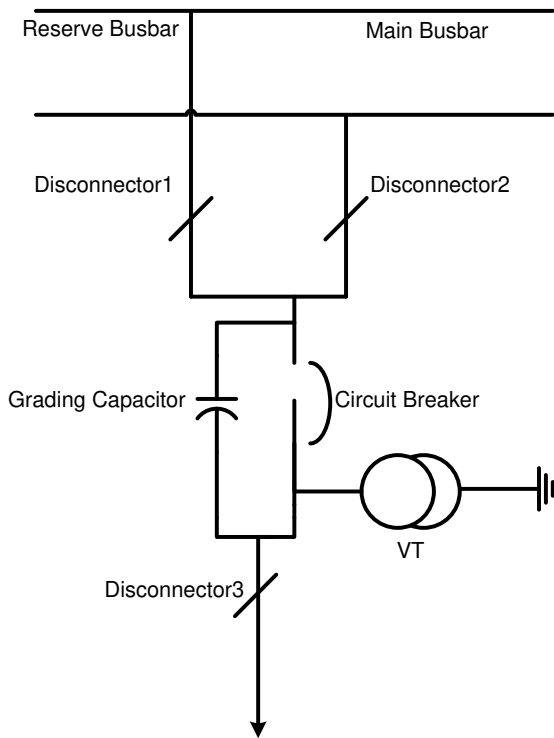 Reserve Busbar
Main Busbar
Disconnector1
Disconnector2
Grading Capacitor
Circuit Breaker
VT
Disconnector3